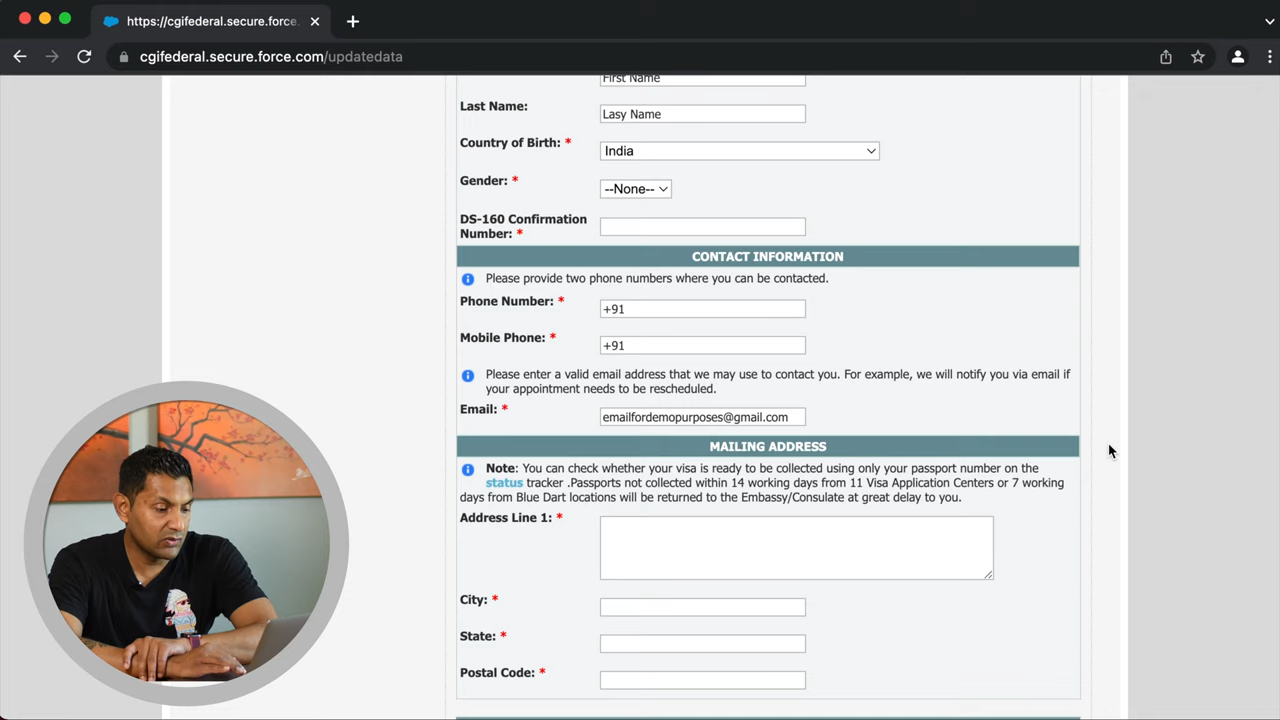 https://cgifederal.secure.force.
cgifederal.secure.force.com/updatedata
First Name
Last Name:
Lasy Name
Country of Birth: *
India
Gender: *
--None--
DS-160 Confirmation
Number: *
CONTACT INFORMATION
Please provide two phone numbers where you can be contacted.
Phone Number: *
+91
Mobile Phone: *
+91
Please enter a valid email address that we may use to contact you. For example, we will notify you via email if
your appointment needs to be rescheduled.
Email: *
emailfordemopurposes@gmail.com
MAILING ADDRESS
Note: You can check whether your visa is ready to be collected using only your passport number on the
status tracker .Passports not collected within 14 working days from 11 Visa Application Centers or 7 working
days from Blue Dart locations will be returned to the Embassy/Consulate at great delay to you.
Address Line 1: *
City: *
State: *
Postal Code: *